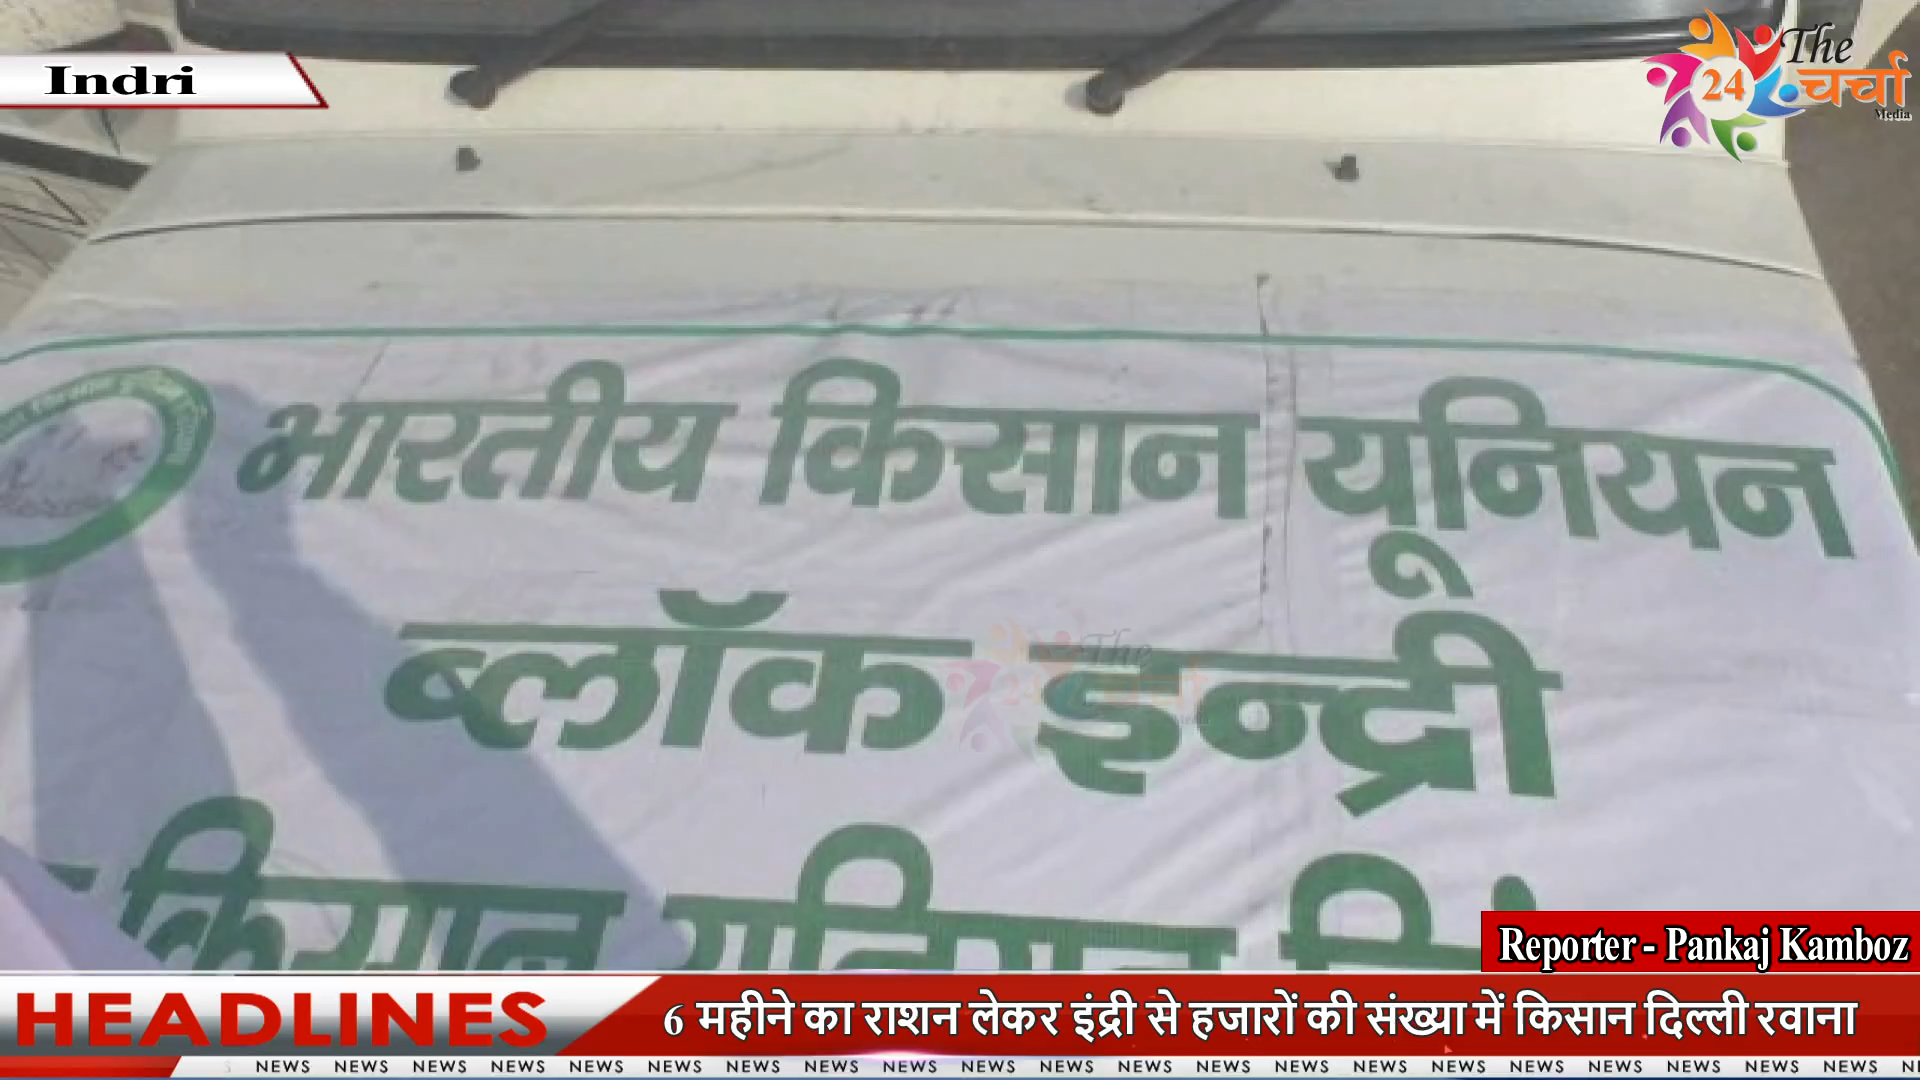 Indri
The
24 चर्चा
Media
भारतीय किसान यूनियन
ब्लॉक इन्द्री
किसान यूनियन
Reporter - Pankaj Kamboz
HEADLINES
6 महीने का राशन लेकर इंद्री से हजारों की संख्या में किसान दिल्ली रवाना
NEWS NEWS NEWS NEWS NEWS NEWS NEWS NEWS NEWS NEWS NEWS NEWS NEWS NEWS NEWS NEWS NEWS NEWS NEWS NEWS NEWS